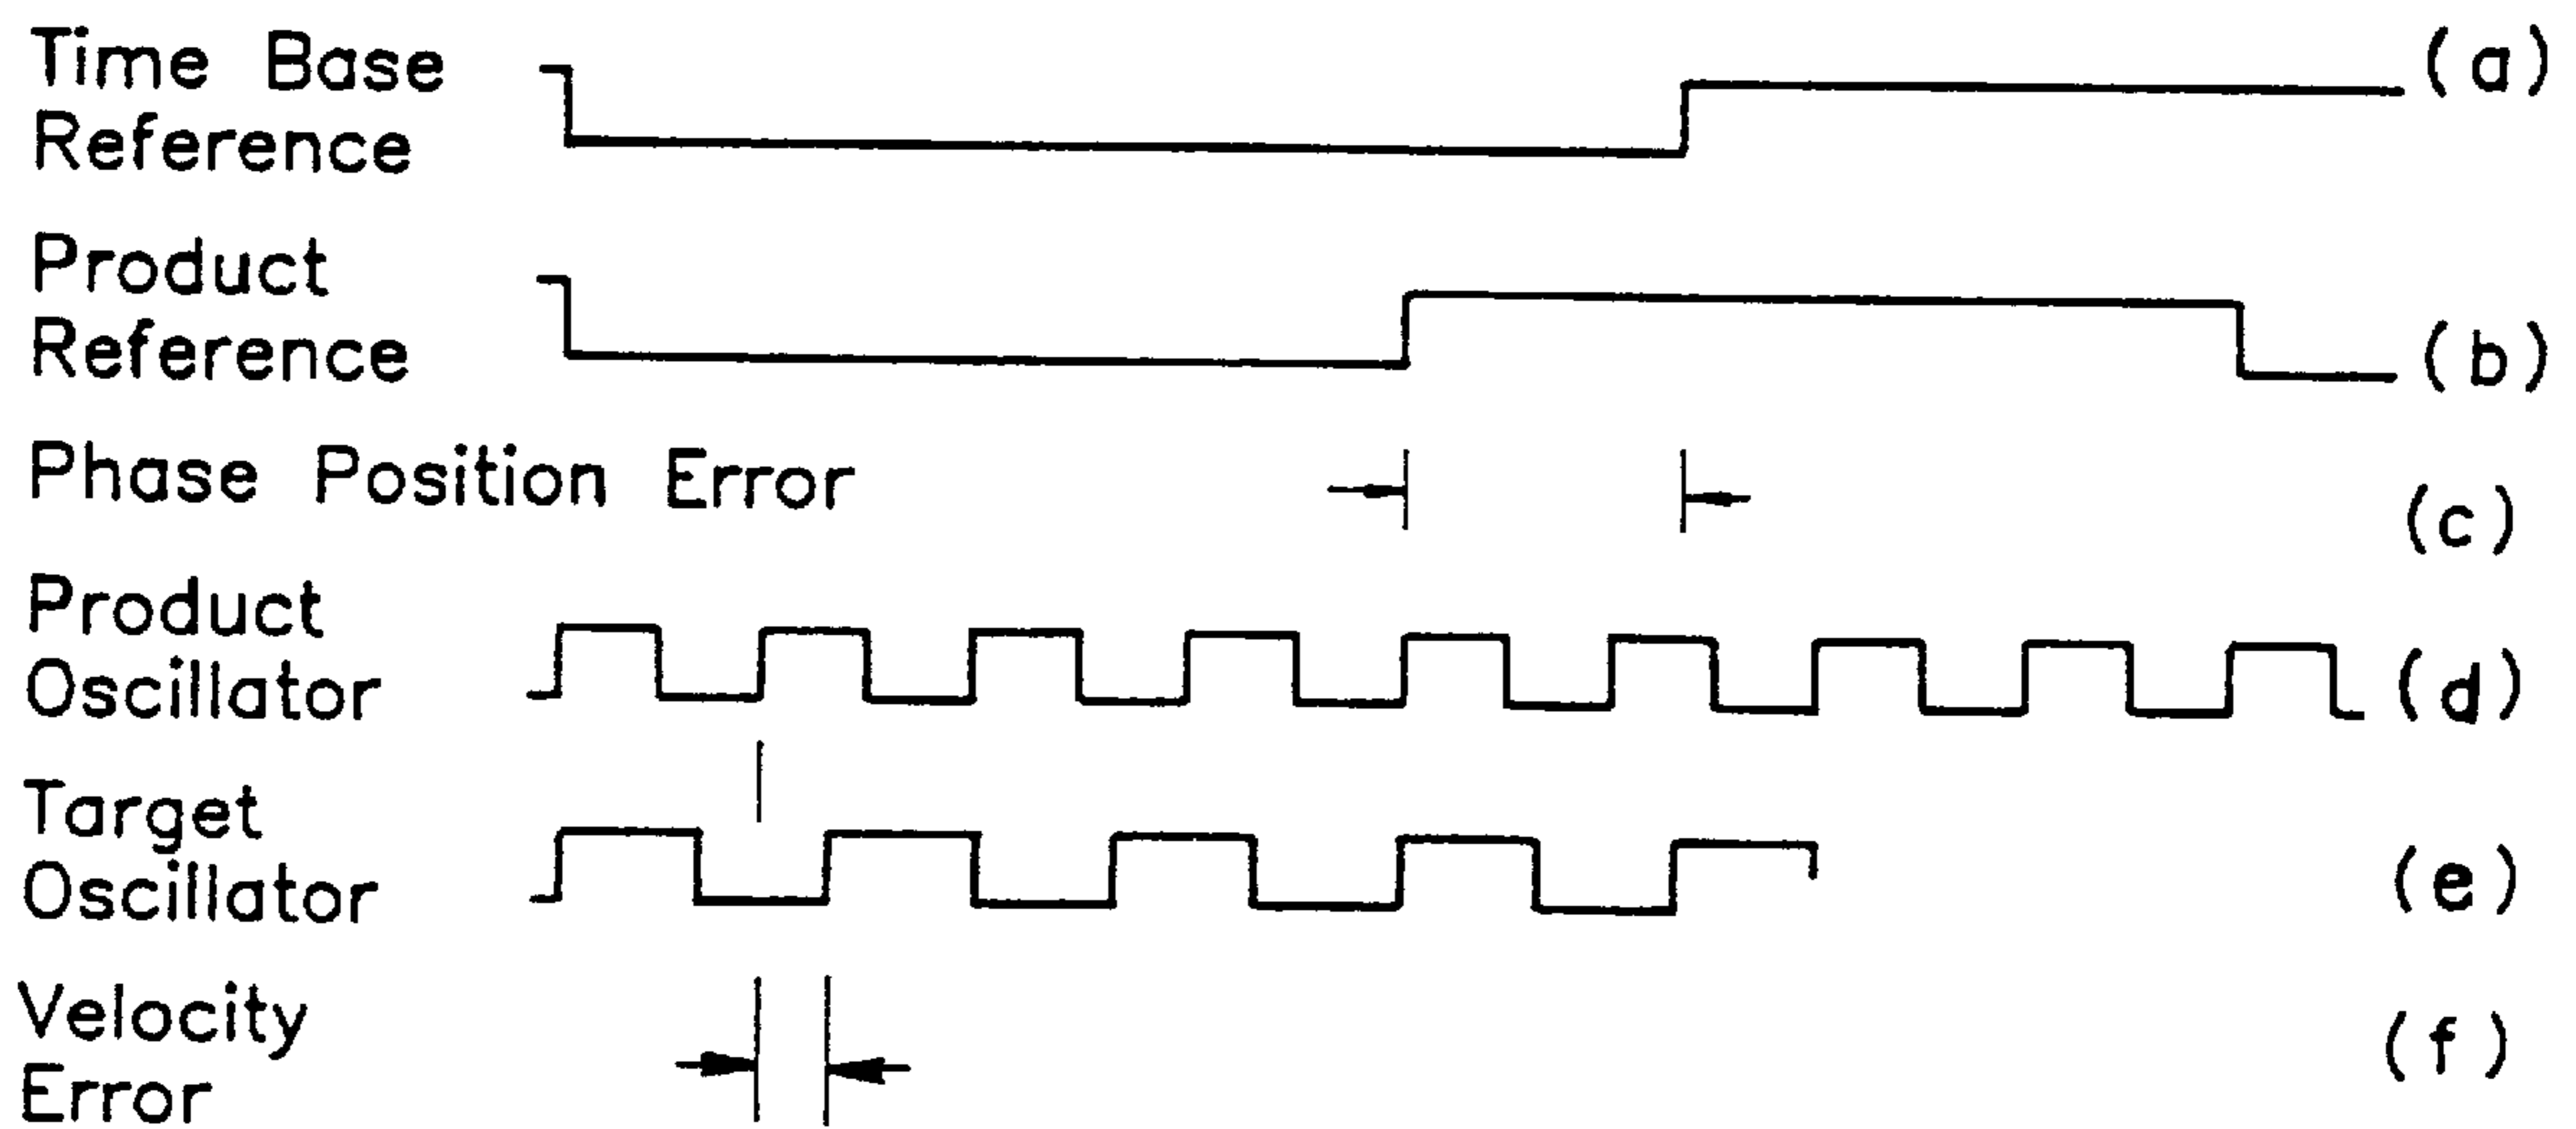 Time Base
Reference
(a)
Product
Reference
(b)
Phase Position Error
(c)
Product
Oscillator
(d)
Target
Oscillator
(e)
Velocity
Error
(f)